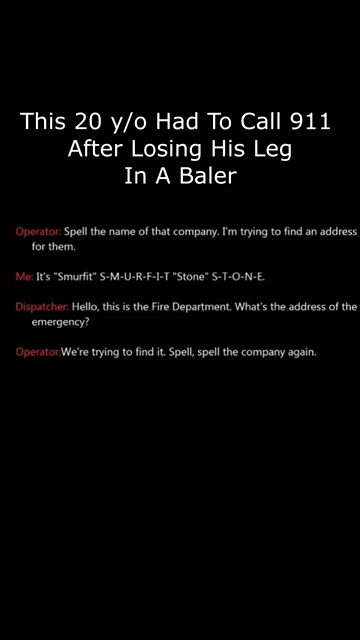 This 20 y/o Had To Call 911
After Losing His Leg
In A Baler
Operator: Spell the name of that company. I'm trying to find an address
for them.
Me: It's "Smurfit" S-M-U-R-F-I-T "Stone" S-T-O-N-E.
Dispatcher: Hello, this is the Fire Department. What's the address of the
emergency?
Operator:We're trying to find it. Spell, spell the company again.